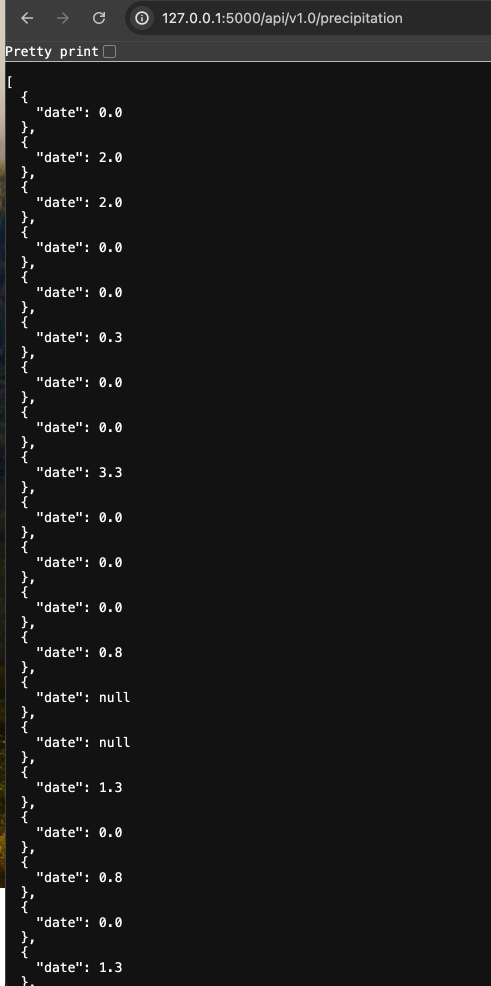 127.0.0.1:5000/api/v1.0/precipitation
Pretty print
[
  {
    "date": 0.0
  },
  {
    "date": 2.0
  },
  {
    "date": 2.0
  },
  {
    "date": 0.0
  },
  {
    "date": 0.0
  },
  {
    "date": 0.3
  },
  {
    "date": 0.0
  },
  {
    "date": 0.0
  },
  {
    "date": 3.3
  },
  {
    "date": 0.0
  },
  {
    "date": 0.0
  },
  {
    "date": 0.0
  },
  {
    "date": 0.8
  },
  {
    "date": null
  },
  {
    "date": null
  },
  {
    "date": 1.3
  },
  {
    "date": 0.0
  },
  {
    "date": 0.8
  },
  {
    "date": 0.0
  },
  {
    "date": 1.3
  },